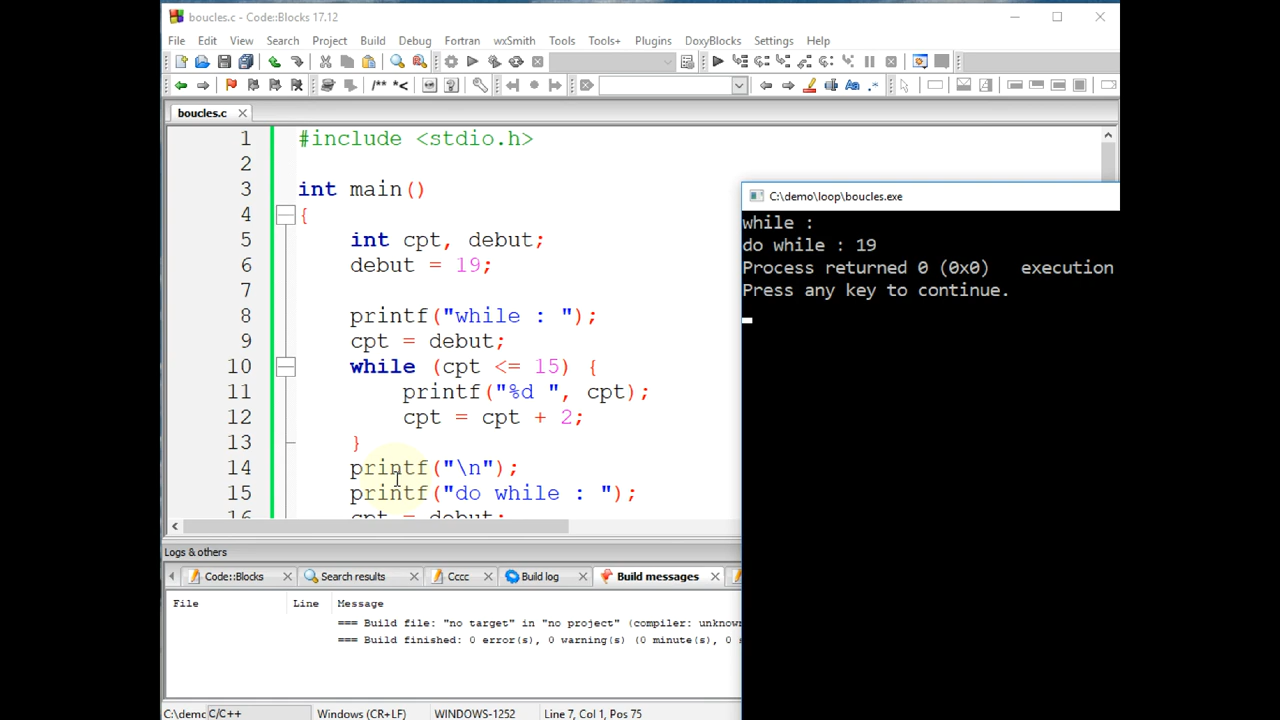 boucles.c - Code::Blocks 17.12
File Edit View Search Project Build Debug Fortran wxSmith Tools Tools+ Plugins DoxyBlocks Settings Help
/** *<
Aa .*
boucles.c
1 #include <stdio.h>
2
3 int main()
4 {
5 int cpt, debut;
6 debut = 19;
7
8 printf("while : ");
9 cpt = debut;
10 while (cpt <= 15) {
11 printf("%d ", cpt);
12 cpt = cpt + 2;
13 }
14 printf("\n");
15 printf("do while : ");
16 cpt = debut;
C:\demo\loop\boucles.exe
while :
do while : 19
Process returned 0 (0x0) execution
Press any key to continue.
Logs & others
Code::Blocks Search results Cccc Build log Build messages
File Line Message
=== Build file: "no target" in "no project" (compiler: unknown
=== Build finished: 0 error(s), 0 warning(s) (0 minute(s), 0
C:\demo C/C++ Windows (CR+LF) WINDOWS-1252 Line 7, Col 1, Pos 75